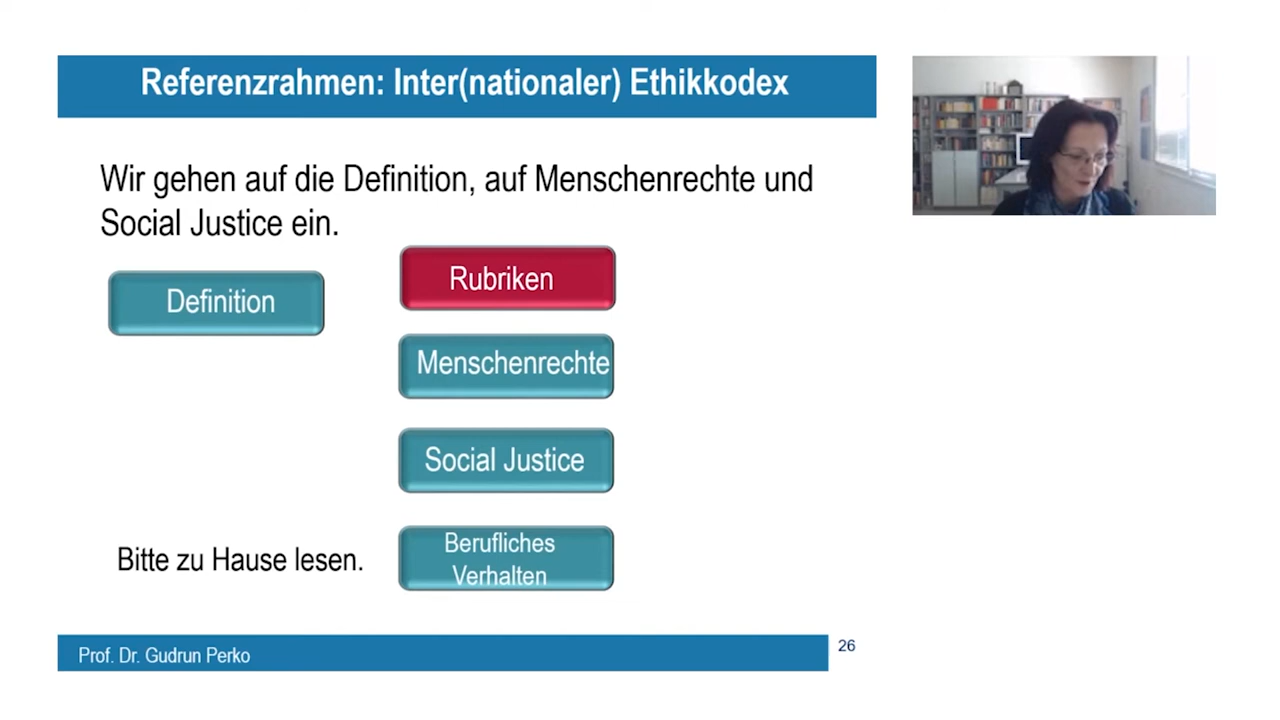 Referenzrahmen: Inter(nationaler) Ethikkodex
Wir gehen auf die Definition, auf Menschenrechte und
Social Justice ein.
Rubriken
Definition
Menschenrechte
Social Justice
Bitte zu Hause lesen.
Berufliches
Verhalten
Prof. Dr. Gudrun Perko
26